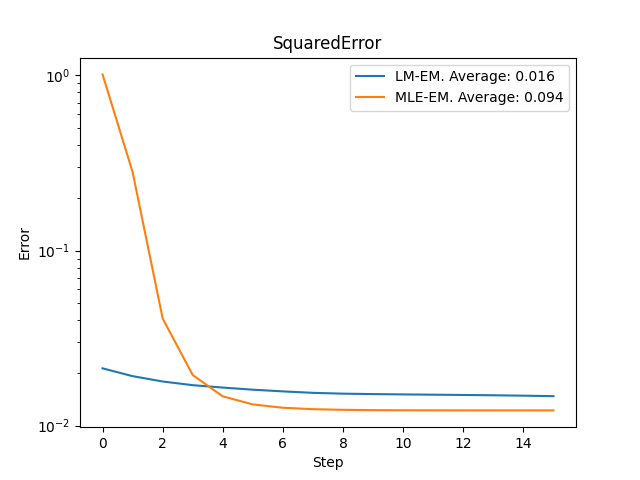 SquaredError
LM-EM. Average: 0.016
MLE-EM. Average: 0.094
Error
10⁰
10⁻¹
10⁻²
0 2 4 6 8 10 12 14
Step